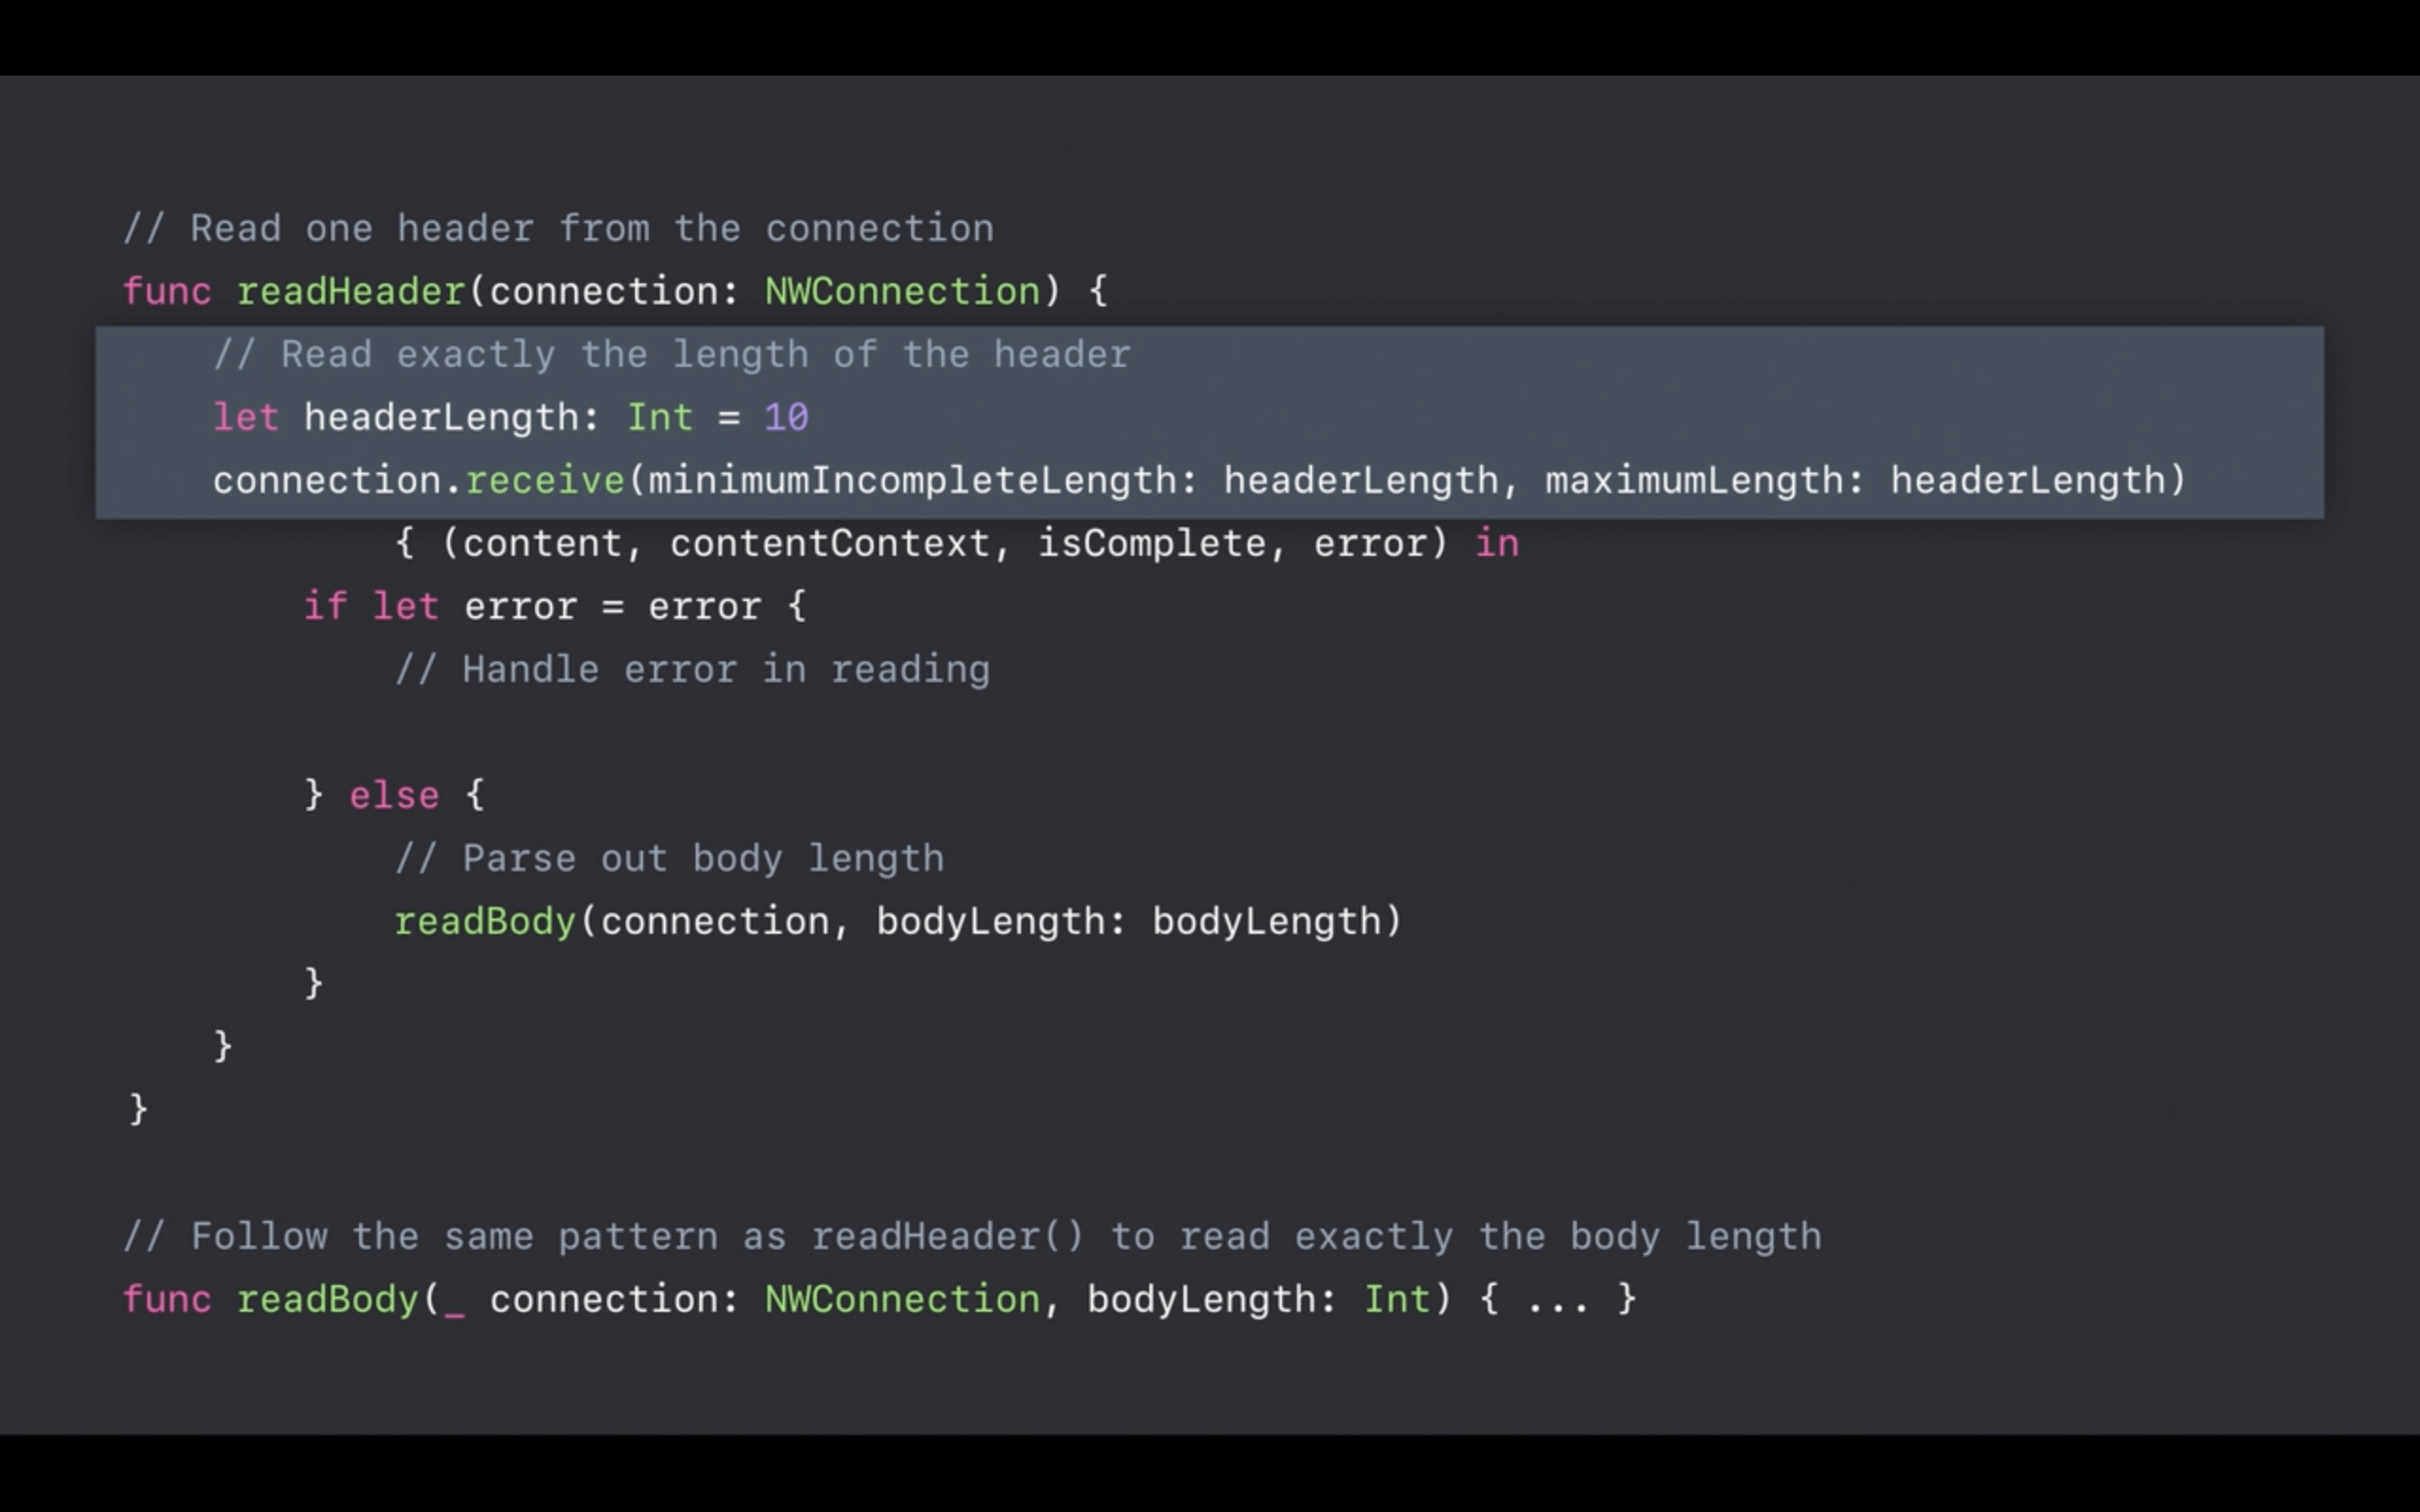 // Read one header from the connection
func readHeader(connection: NWConnection) {
// Read exactly the length of the header
let headerLength: Int = 10
connection.receive(minimumIncompleteLength: headerLength, maximumLength: headerLength)
{ (content, contentContext, isComplete, error) in
if let error = error {
// Handle error in reading
} else {
// Parse out body length
readBody(connection, bodyLength: bodyLength)
}
}
}
// Follow the same pattern as readHeader() to read exactly the body length
func readBody(_ connection: NWConnection, bodyLength: Int) { ... }